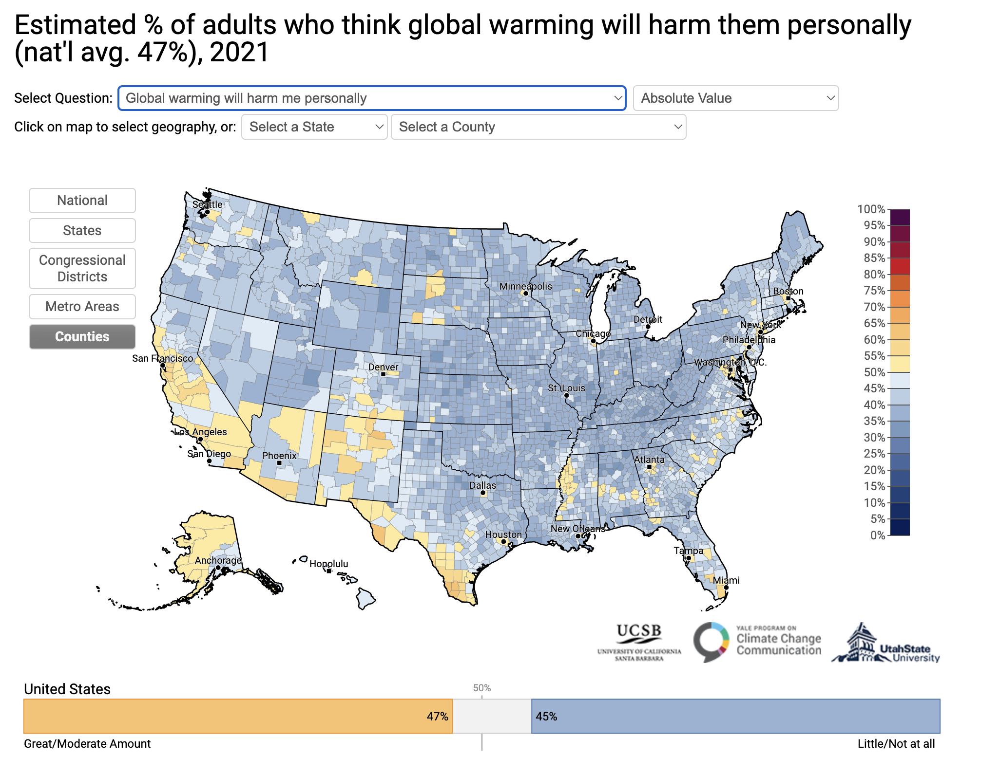 Estimated % of adults who think global warming will harm them personally
(nat'l avg. 47%), 2021
Select Question:
Global warming will harm me personally
Absolute Value
Click on map to select geography, or:
Select a State
Select a County
National
States
Congressional
Districts
Metro Areas
Counties
Seattle
Minneapolis
Boston
Detroit
New York
Chicago
Philadelphia
San Francisco
Denver
Washington, D.C.
St. Louis
Los Angeles
San Diego
Phoenix
Atlanta
Dallas
New Orleans
Houston
Tampa
Anchorage
Honolulu
Miami
100%
95%
90%
85%
80%
75%
70%
65%
60%
55%
50%
45%
40%
35%
30%
25%
20%
15%
10%
5%
0%
UCSB
UNIVERSITY OF CALIFORNIA
SANTA BARBARA
YALE PROGRAM ON
Climate Change
Communication
UtahState
University
United States
50%
47%
45%
Great/Moderate Amount
Little/Not at all